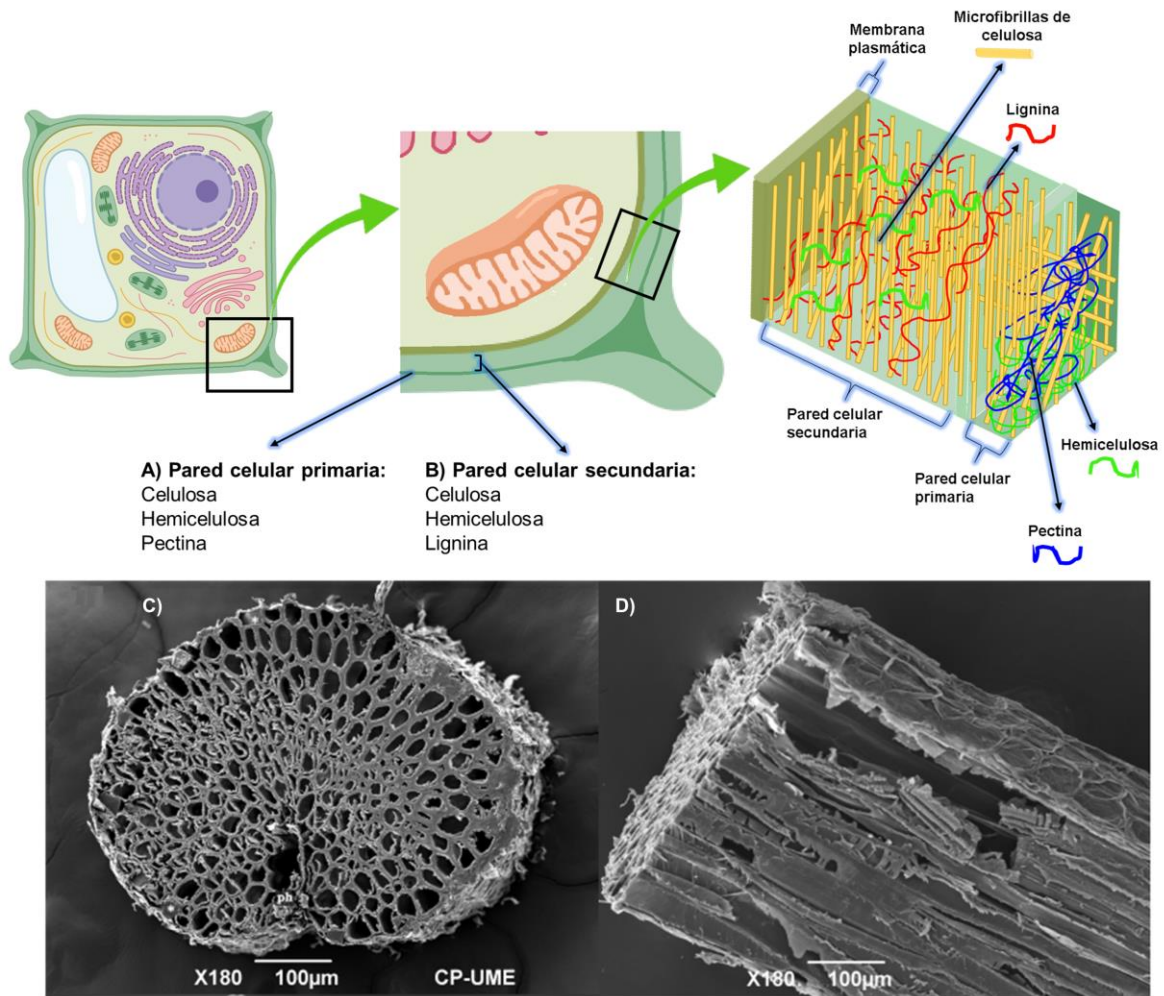 Microfibrillas de
celulosa
Membrana
plasmática
Lignina
Pared celular
secundaria
Pared celular
primaria
Hemicelulosa
Pectina
A) Pared celular primaria:
Celulosa
Hemicelulosa
Pectina
B) Pared celular secundaria:
Celulosa
Hemicelulosa
Lignina
C)
ph
X180 100µm CP-UME
D)
X180 100µm